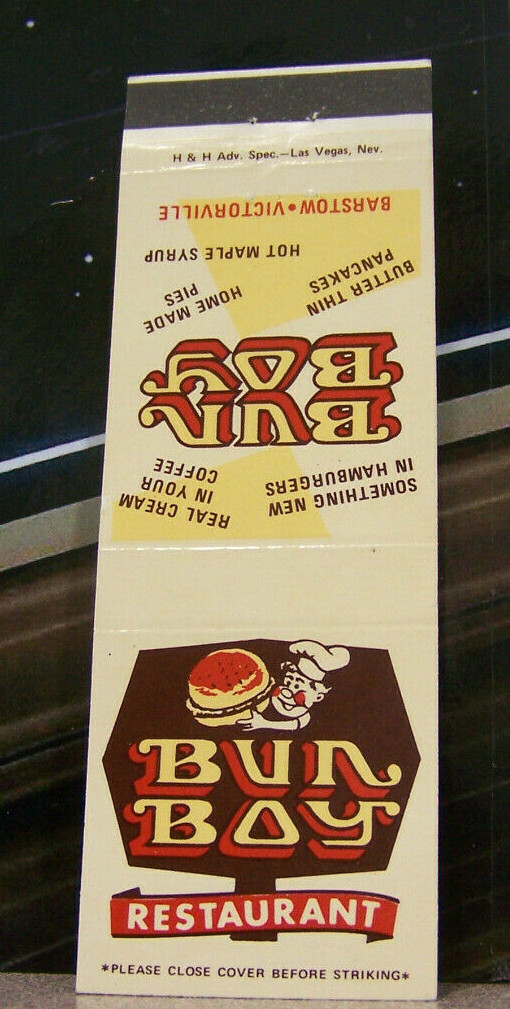 H & H Adv. Spec.—Las Vegas, Nev.
REAL CREAM
IN YOUR
COFFEE
SOMETHING NEW
IN HAMBURGERS
BUN
BOY
HOME MADE
PIES
BUTTER THIN
PANCAKES
HOT MAPLE SYRUP
BARSTOW • VICTORVILLE
BUN
BOY
RESTAURANT
*PLEASE CLOSE COVER BEFORE STRIKING*